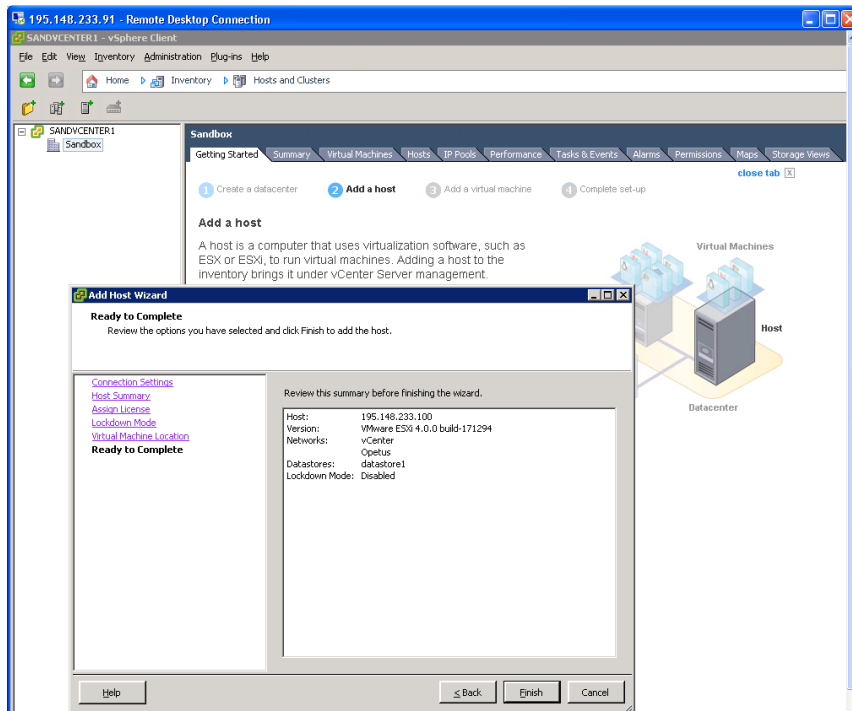 195.148.233.91 - Remote Desktop Connection
SANDVCENTER1 - vSphere Client
File Edit View Inventory Administration Plug-ins Help
Home Inventory Hosts and Clusters
SANDVCENTER1
Sandbox
Sandbox
Getting Started Summary Virtual Machines Hosts IP Pools Performance Tasks & Events Alarms Permissions Maps Storage Views
close tab X
1 Create a datacenter 2 Add a host 3 Add a virtual machine 4 Complete set-up
Add a host
A host is a computer that uses virtualization software, such as
ESX or ESXi, to run virtual machines. Adding a host to the
inventory brings it under vCenter Server management.
Virtual Machines
Host
Datacenter
Add Host Wizard
Ready to Complete
Review the options you have selected and click Finish to add the host.
Connection Settings
Host Summary
Assign License
Lockdown Mode
Virtual Machine Location
Ready to Complete
Review this summary before finishing the wizard.
Host: 195.148.233.100
Version: VMware ESXi 4.0.0 build-171294
Networks: vCenter
Opetus
Datastores: datastore1
Lockdown Mode: Disabled
Help
< Back Finish Cancel